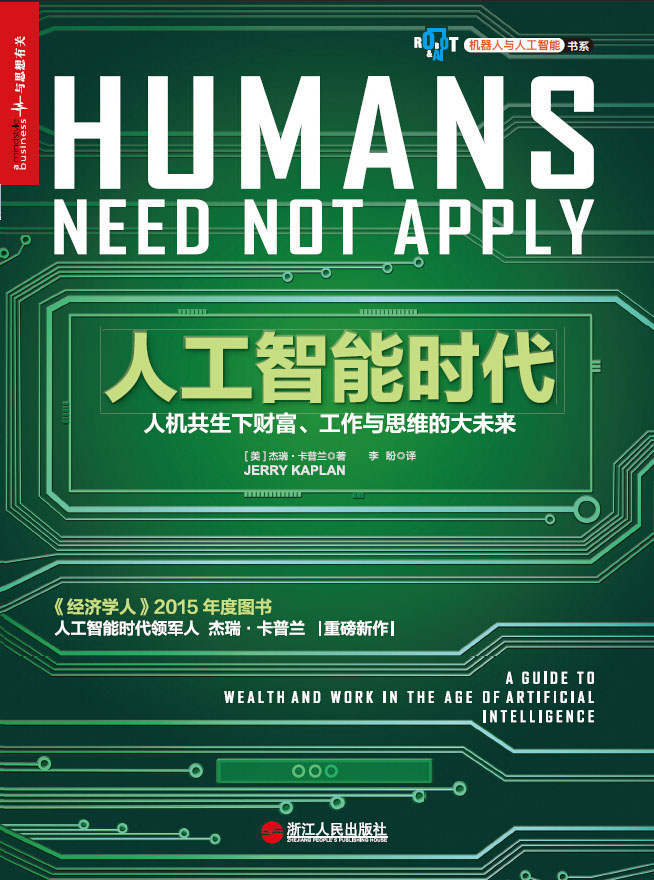 ROBOT
&AI
机器人与人工智能 书系
business 与思想有关
HUMANS
NEED NOT APPLY
人工智能时代
人机共生下财富、工作与思维的大未来
[美]杰瑞·卡普兰◎著 李 盼◎译
JERRY KAPLAN
《经济学人》2015 年度图书
人工智能时代领军人 杰瑞·卡普兰 |重磅新作|
A GUIDE TO
WEALTH AND WORK IN THE AGE OF ARTIFICIAL
INTELLIGENCE
浙江人民出版社
ZHEJIANG PEOPLE'S PUBLISHING HOUSE